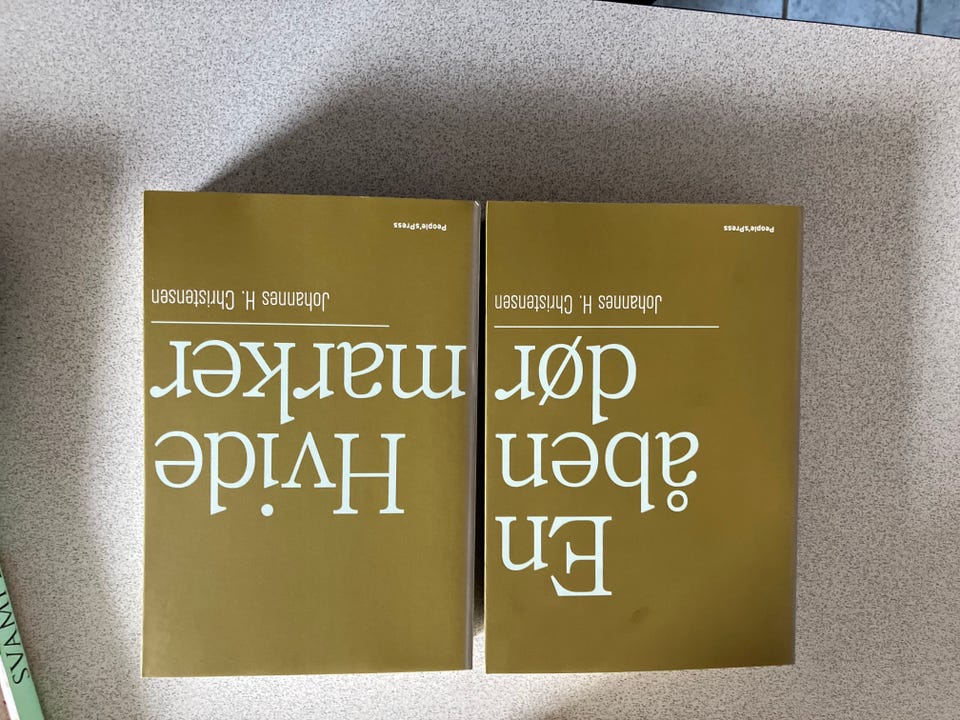 En
åben
dør
Johannes H. Christensen
People'sPress
Hvide
marker
Johannes H. Christensen
People'sPress